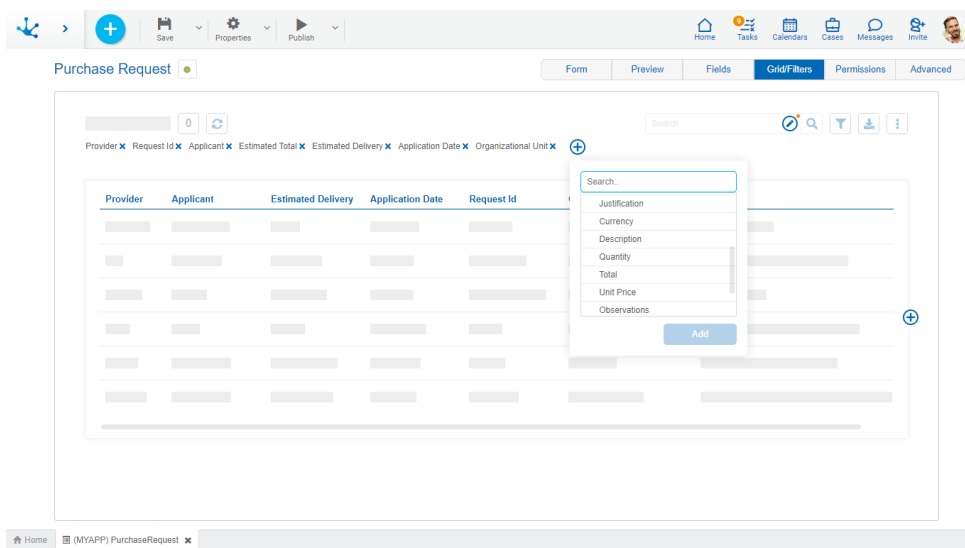 Save
Properties
Publish
Home
9
Tasks
Calendars
Cases
Messages
Invite
Purchase Request
Form
Preview
Fields
Grid/Filters
Permissions
Advanced
0
Search
Provider x Request Id x Applicant x Estimated Total x Estimated Delivery x Application Date x Organizational Unit x
Search..
Provider
Applicant
Estimated Delivery
Application Date
Request Id
Justification
Currency
Description
Quantity
Total
Unit Price
Observations
Add
Home
(MYAPP) PurchaseRequest x